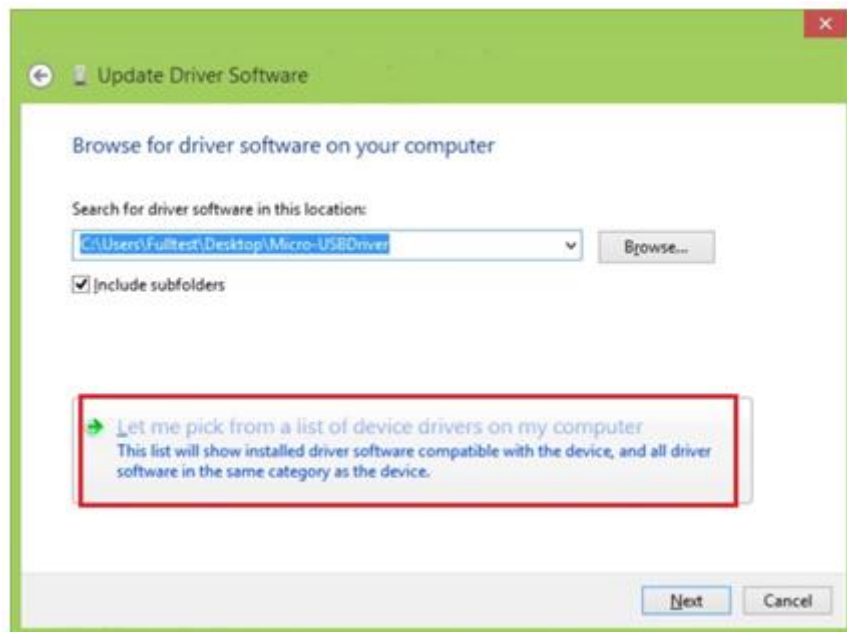 Update Driver Software
Browse for driver software on your computer
Search for driver software in this location:
C:\Users\Fulltest\Desktop\Micro-USBDriver
Browse...
Include subfolders
Let me pick from a list of device drivers on my computer
This list will show installed driver software compatible with the device, and all driver
software in the same category as the device.
Next
Cancel